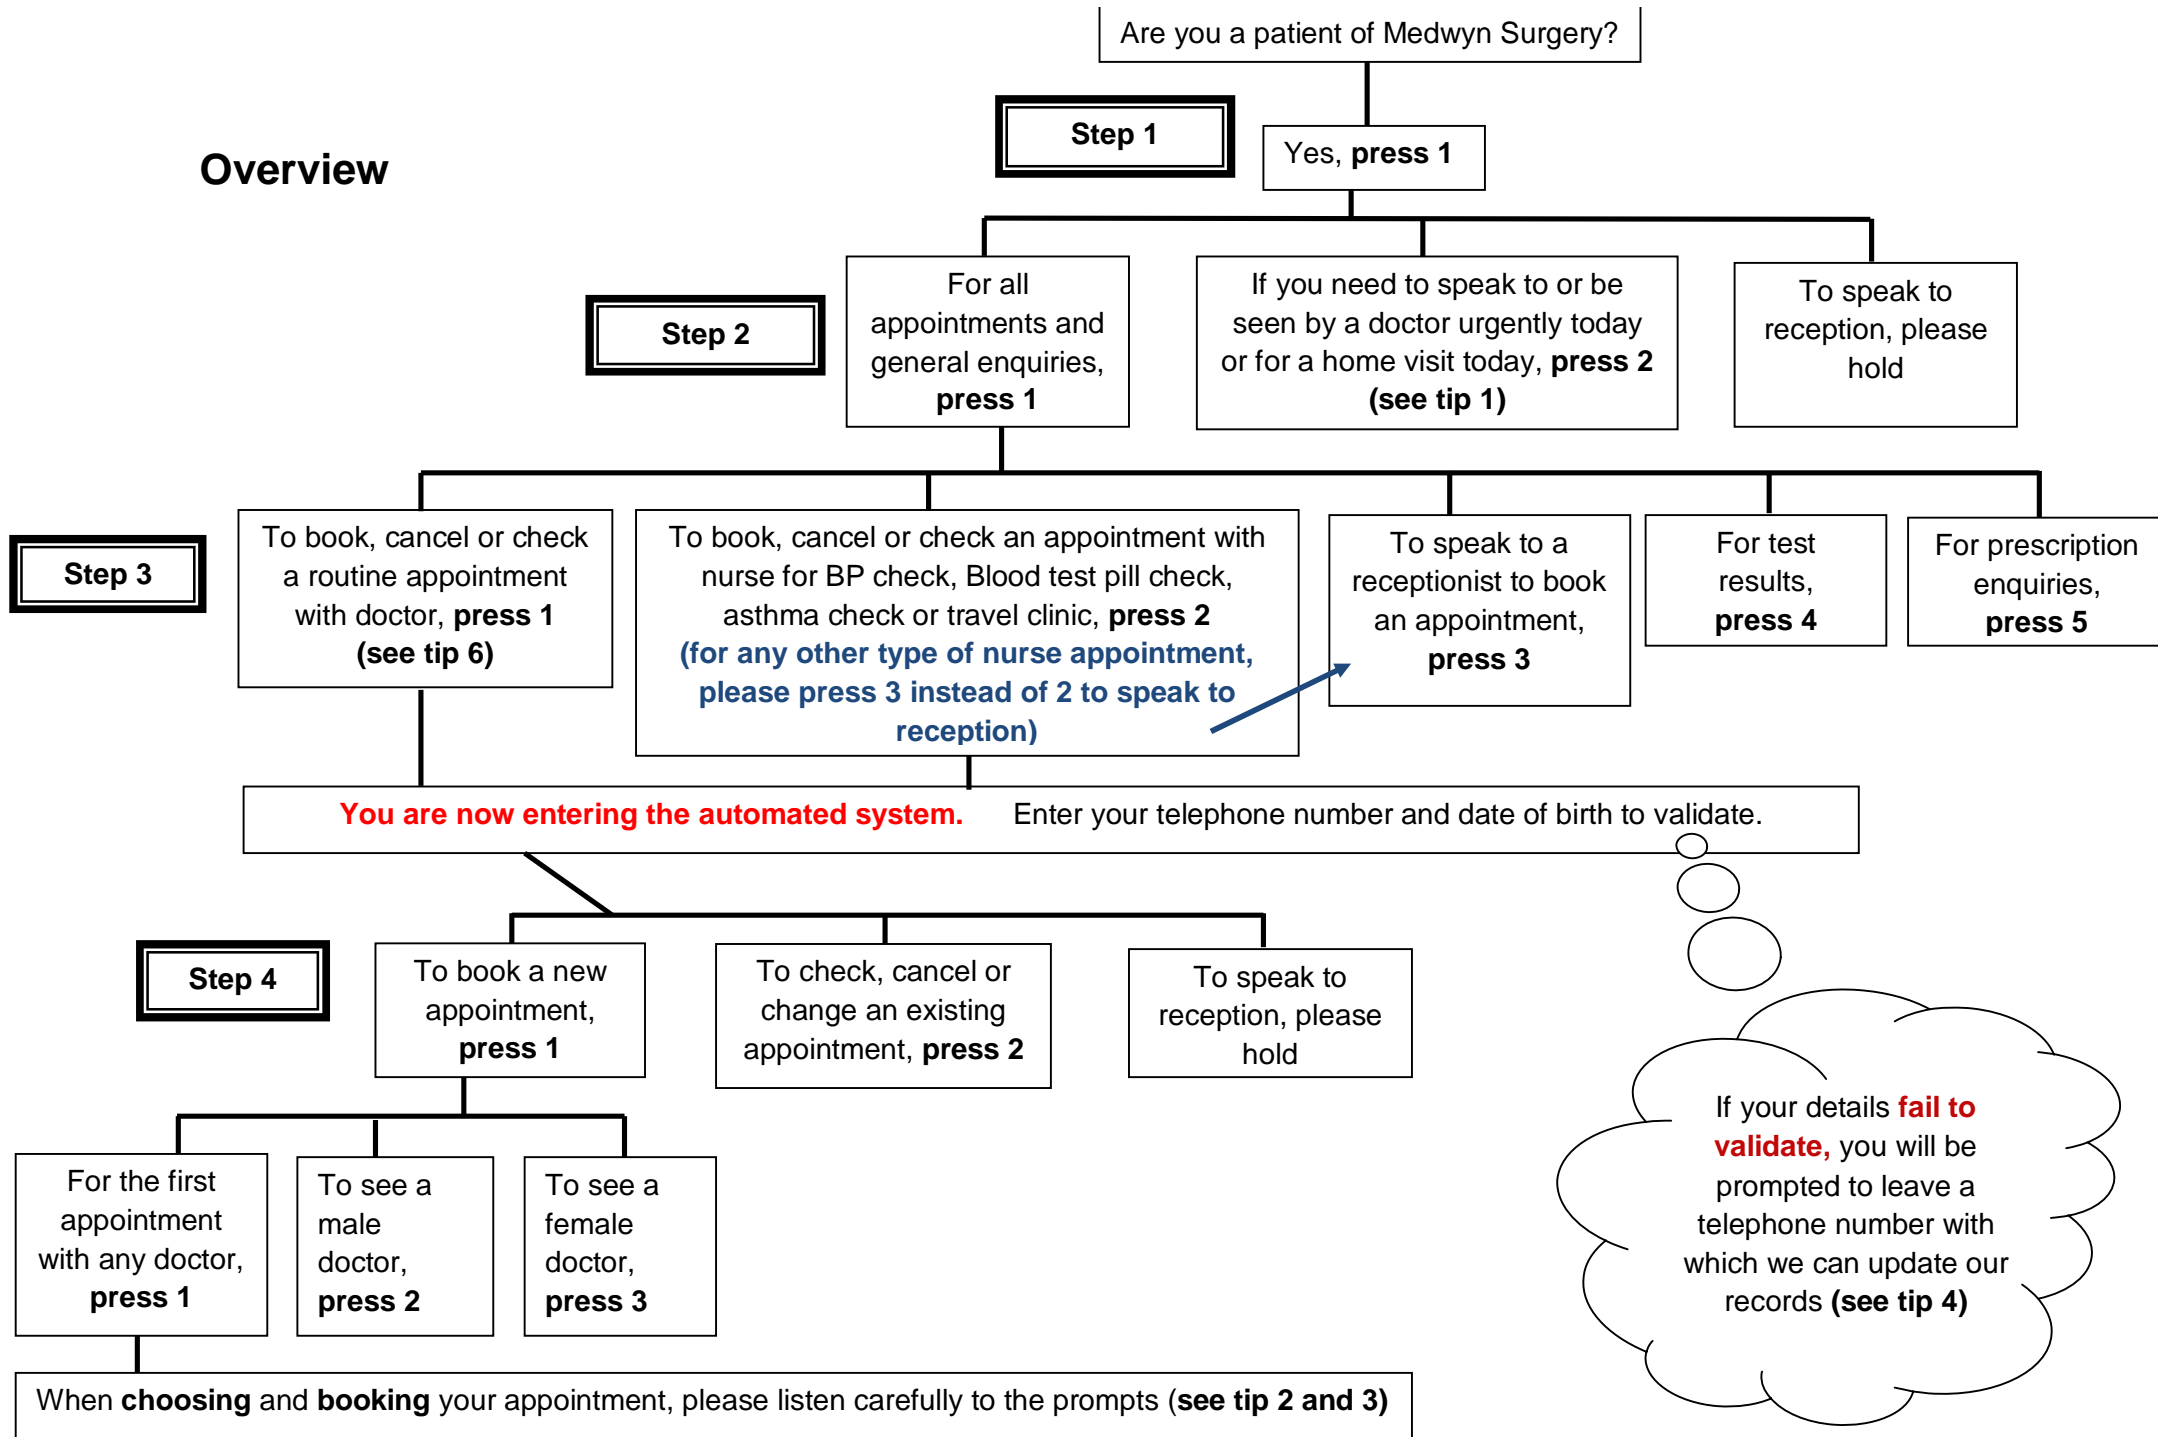 Are you a patient of Medwyn Surgery?
Step 1
Yes, press 1
Overview
Step 2
For all
appointments and
general enquiries,
press 1
If you need to speak to or be
seen by a doctor urgently today
or for a home visit today, press 2
(see tip 1)
To speak to
reception, please
hold
Step 3
To book, cancel or check
a routine appointment
with doctor, press 1
(see tip 6)
To book, cancel or check an appointment with
nurse for BP check, Blood test pill check,
asthma check or travel clinic, press 2
(for any other type of nurse appointment,
please press 3 instead of 2 to speak to
reception)
To speak to a
receptionist to book
an appointment,
press 3
For test
results,
press 4
For prescription
enquiries,
press 5
You are now entering the automated system. Enter your telephone number and date of birth to validate.
Step 4
To book a new
appointment,
press 1
To check, cancel or
change an existing
appointment, press 2
To speak to
reception, please
hold
For the first
appointment
with any doctor,
press 1
To see a
male
doctor,
press 2
To see a
female
doctor,
press 3
If your details fail to
validate, you will be
prompted to leave a
telephone number with
which we can update our
records (see tip 4)
When choosing and booking your appointment, please listen carefully to the prompts (see tip 2 and 3)